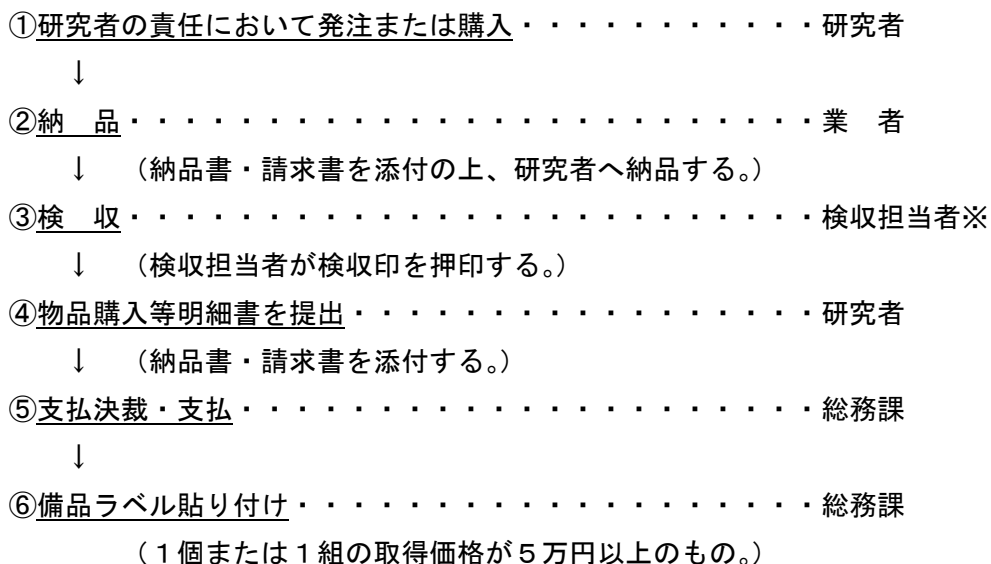 ①研究者の責任において発注または購入・・・・・・・・・・・研究者
↓
②納　品・・・・・・・・・・・・・・・・・・・・・・・・・業　者
↓　（納品書・請求書を添付の上、研究者へ納品する。）
③検　収・・・・・・・・・・・・・・・・・・・・・・・・・検収担当者※
↓　（検収担当者が検収印を押印する。）
④物品購入等明細書を提出・・・・・・・・・・・・・・・・・研究者
↓　（納品書・請求書を添付する。）
⑤支払決裁・支払・・・・・・・・・・・・・・・・・・・・・総務課
↓
⑥備品ラベル貼り付け・・・・・・・・・・・・・・・・・・・総務課
（１個または１組の取得価格が５万円以上のもの。）